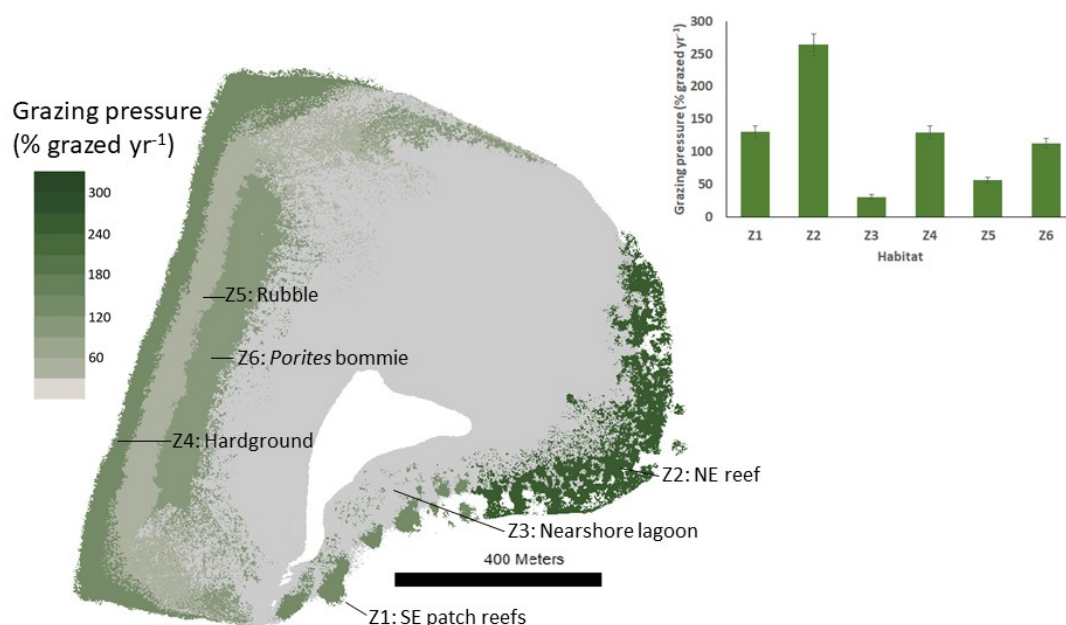 Grazing pressure
(% grazed yr⁻¹)
300
240
180
120
60
Z5: Rubble
Z6: Porites bommie
Z4: Hardground
Z2: NE reef
Z3: Nearshore lagoon
400 Meters
Z1: SE patch reefs
Grazing pressure (% grazed yr⁻¹)
300
250
200
150
100
50
0
Z1 Z2 Z3 Z4 Z5 Z6
Habitat